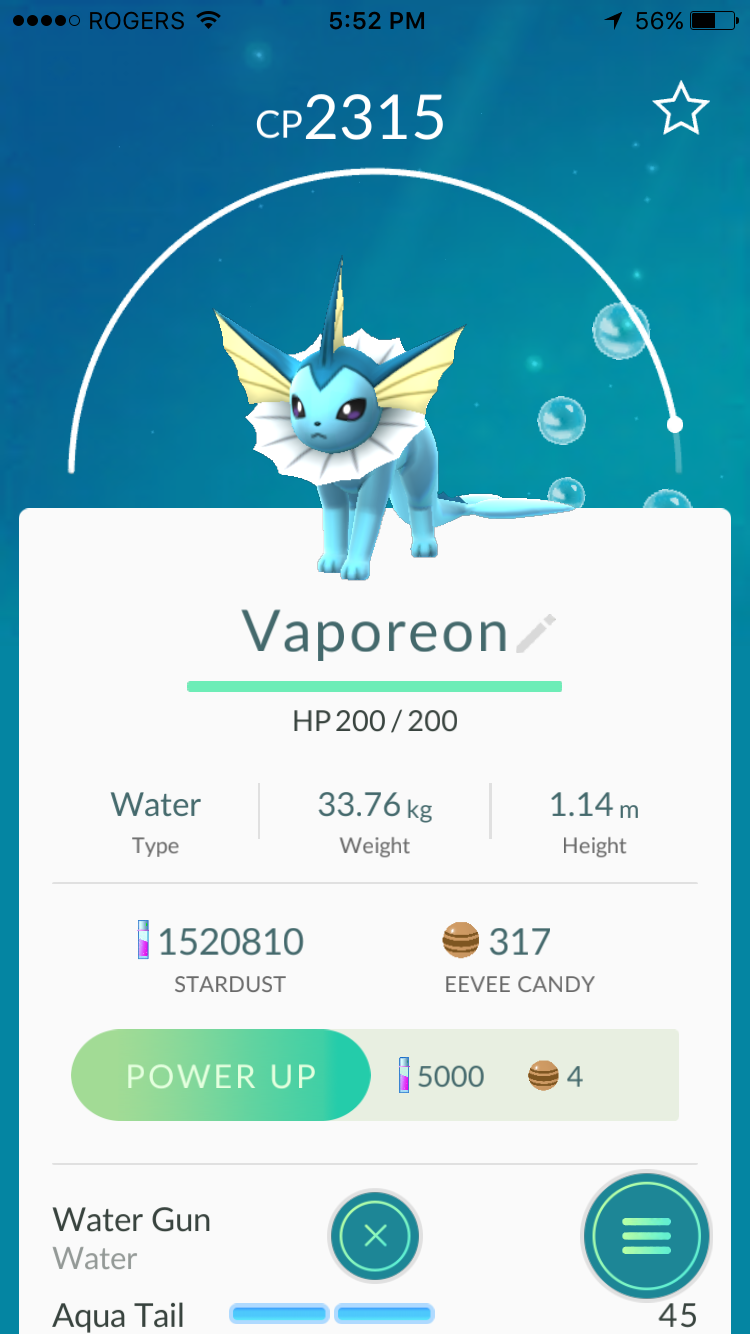 ROGERS 5:52 PM 56%
CP2315
Vaporeon
HP 200 / 200
Water 33.76 kg 1.14 m
Type Weight Height
1520810 317
STARDUST EEVEE CANDY
POWER UP 5000 4
Water Gun
Water
Aqua Tail 45